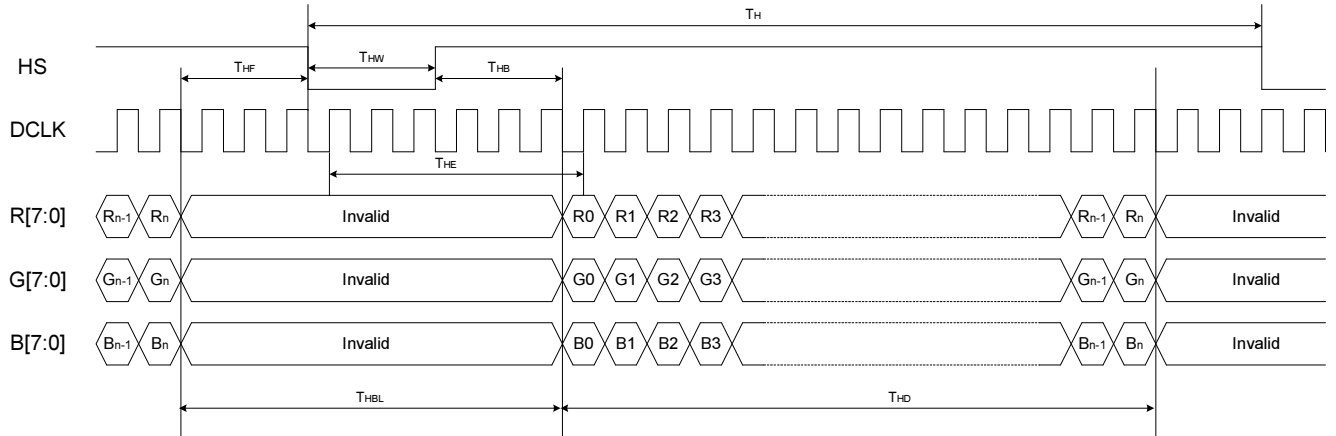 TH
HS
THF
THW
THB
DCLK
THE
R[7:0]
Rn-1 Rn Invalid R0 R1 R2 R3 Rn-1 Rn Invalid
G[7:0]
Gn-1 Gn Invalid G0 G1 G2 G3 Gn-1 Gn Invalid
B[7:0]
Bn-1 Bn Invalid B0 B1 B2 B3 Bn-1 Bn Invalid
THBL
THD